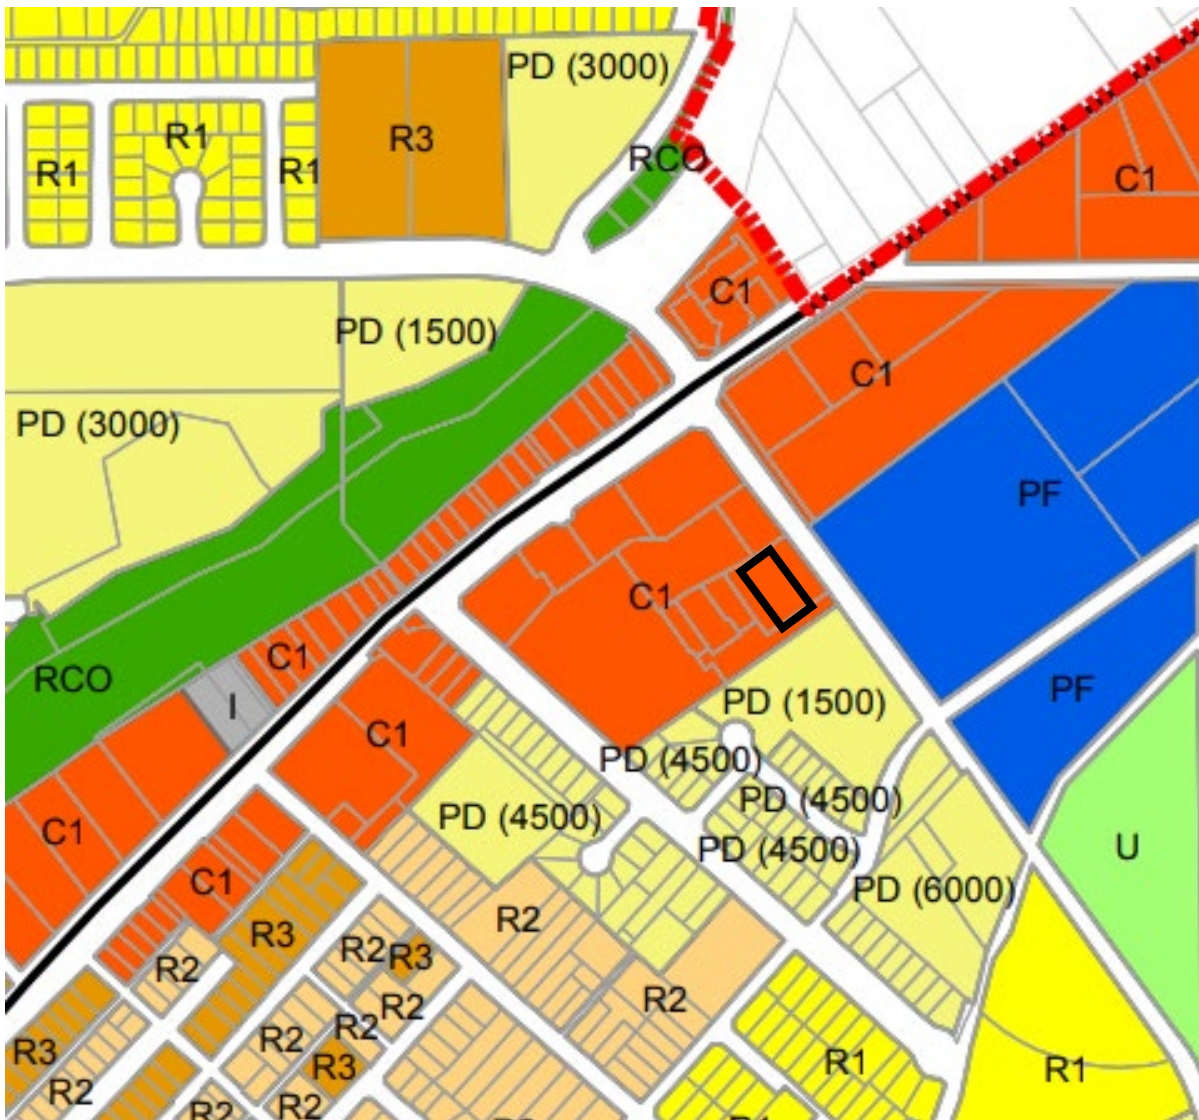 PD (3000)
R3
R1
R1
R1
RCO
C1
C1
PD (1500)
C1
PD (3000)
PF
C1
C1
RCO
I
PF
PD (1500)
C1
PD (4500)
PD (4500)
PD (4500)
C1
PD (4500)
U
C1
PD (6000)
R2
R3
R2
R3
R2
R2
R2
R2
R3
R2
R3
R1
R1
R2
R2
R2